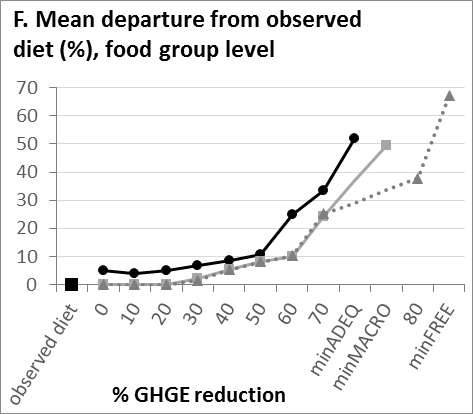 F. Mean departure from observed
diet (%), food group level
70
60
50
40
30
20
10
0
observed diet
0
10
20
30
40
50
60
70
minADEQ
minMACRO
80
minFREE
% GHGE reduction